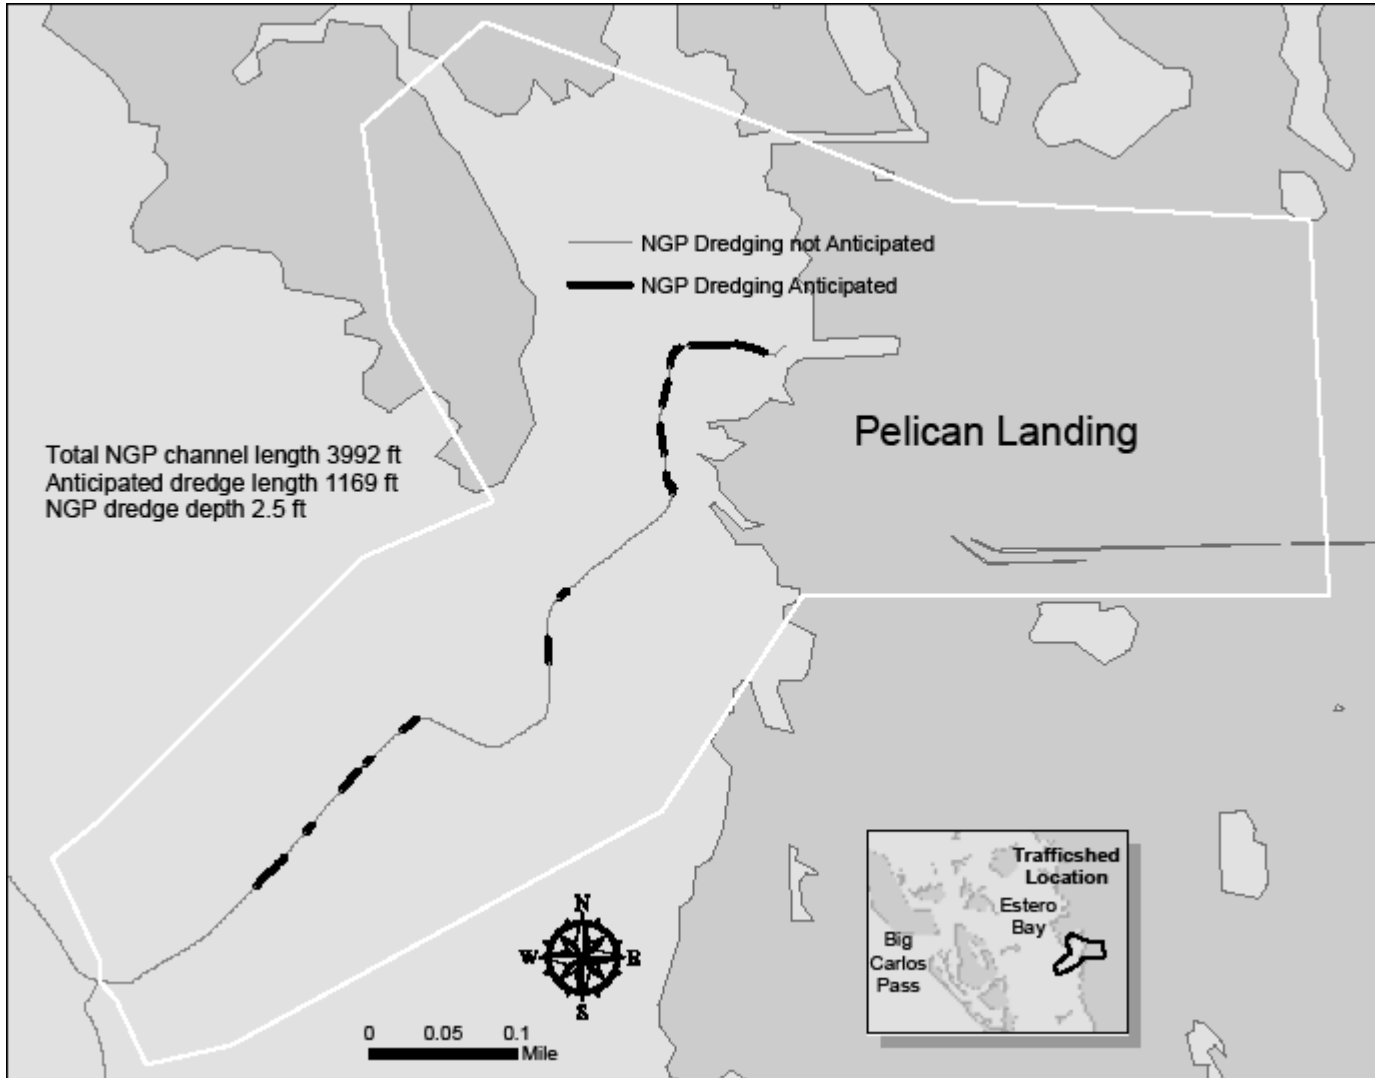 NGP Dredging not Anticipated
NGP Dredging Anticipated
Pelican Landing
Total NGP channel length 3992 ft
Anticipated dredge length 1169 ft
NGP dredge depth 2.5 ft
Trafficshed
Location
Estero
Bay
Big
Carlos
Pass
N
W
E
S
0 0.05 0.1
Mile